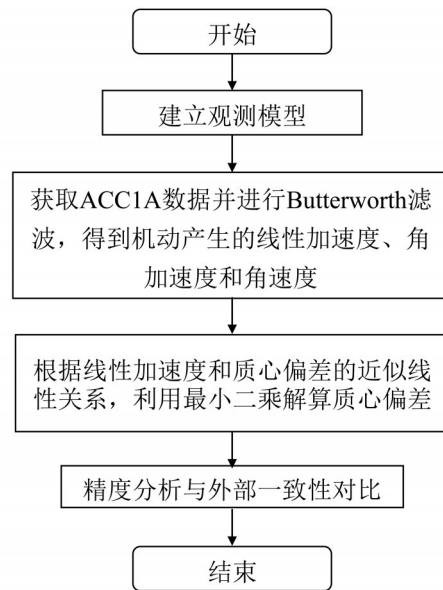 开始
建立观测模型
获取ACC1A数据并进行Butterworth滤
波，得到机动产生的线性加速度、角
加速度和角速度
根据线性加速度和质心偏差的近似线
性关系，利用最小二乘解算质心偏差
精度分析与外部一致性对比
结束